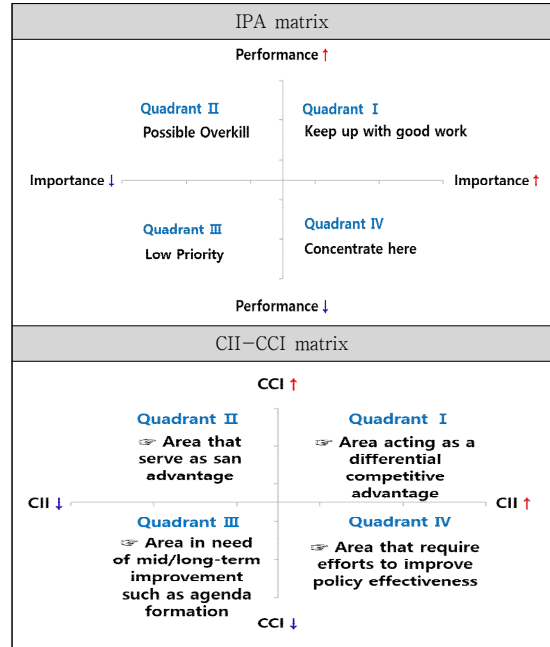 IPA matrix
Performance ↑
Quadrant Ⅱ
Possible Overkill
Quadrant Ⅰ
Keep up with good work
Importance ↓
Importance ↑
Quadrant Ⅲ
Low Priority
Quadrant Ⅳ
Concentrate here
Performance ↓
CII-CCI matrix
CCI ↑
Quadrant Ⅱ
☞ Area that
serve as san
advantage
Quadrant Ⅰ
☞ Area acting as a
differential
competitive
advantage
CII ↓
CII ↑
Quadrant Ⅲ
☞ Area in need
of mid/long-term
improvement
such as agenda
formation
Quadrant Ⅳ
☞ Area that require
efforts to improve
policy effectiveness
CCI ↓